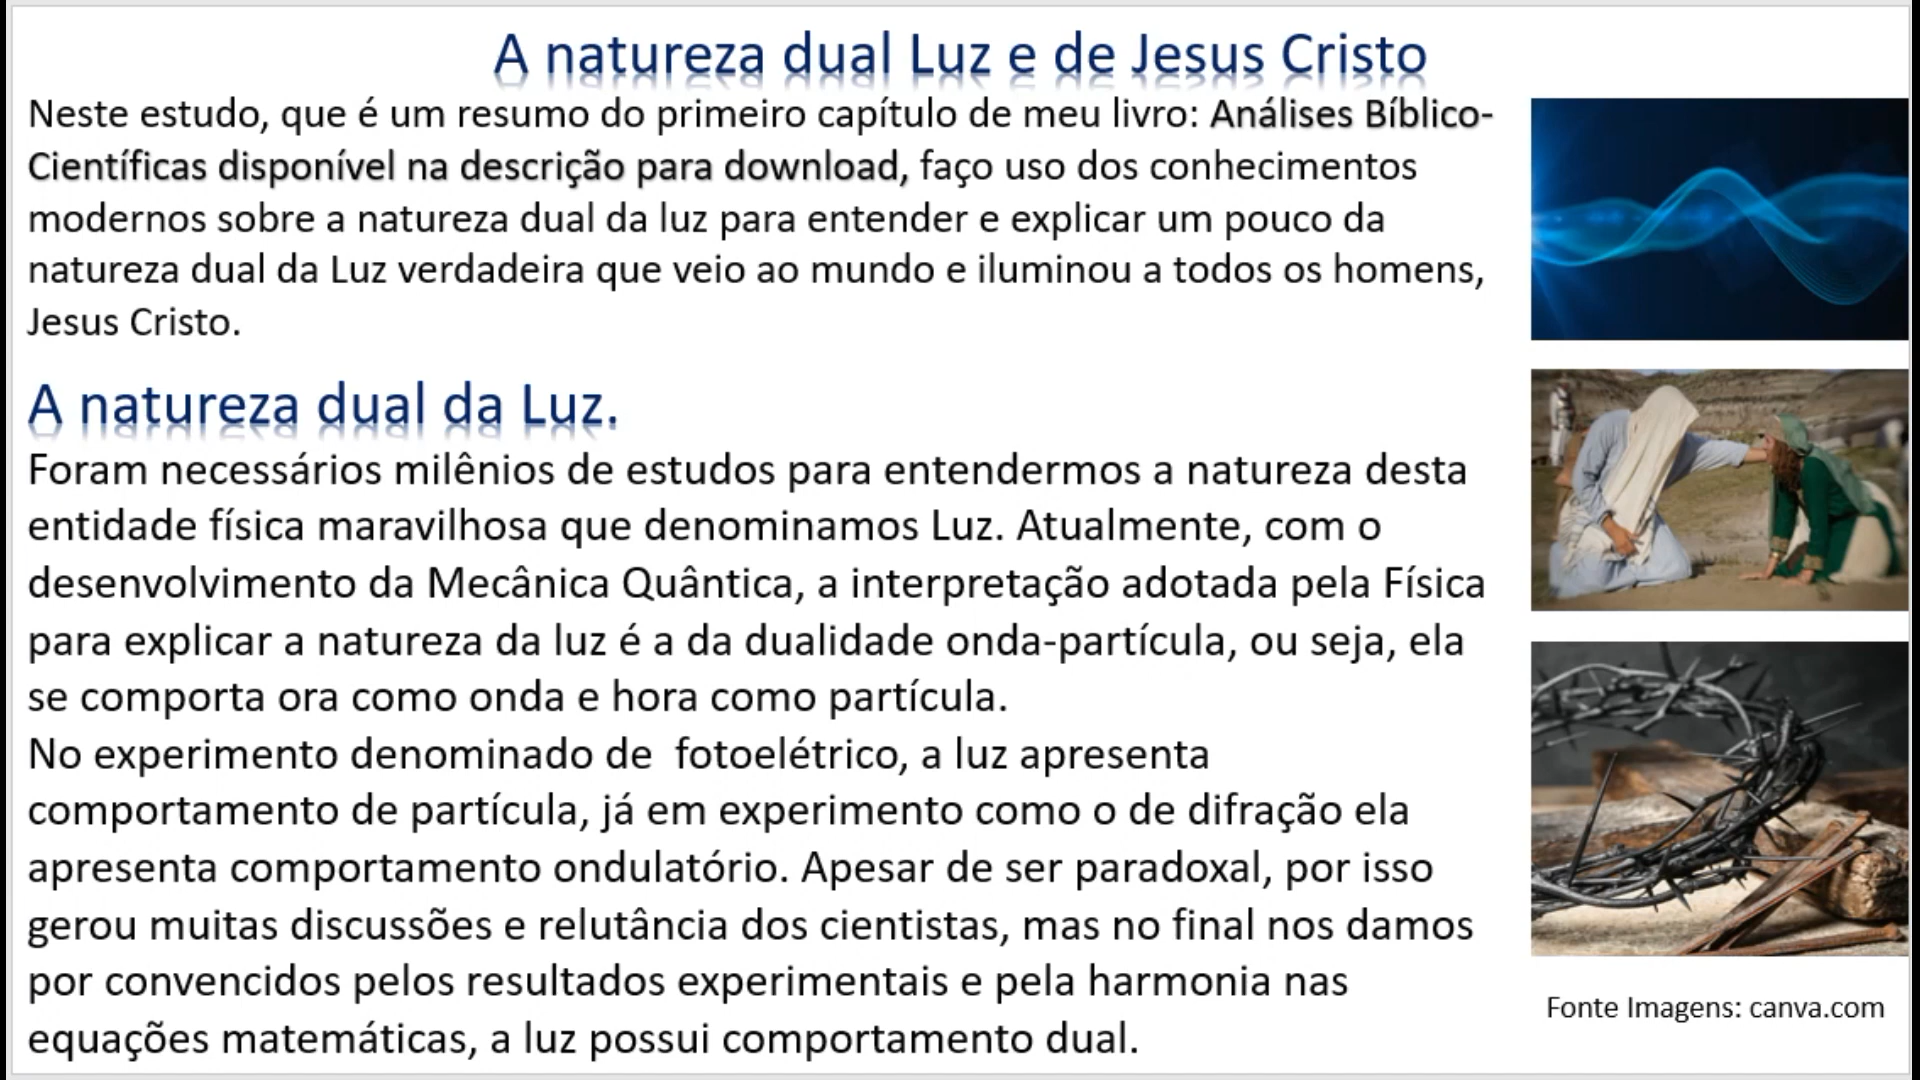 A natureza dual Luz e de Jesus Cristo
Neste estudo, que é um resumo do primeiro capítulo de meu livro: Análises Bíblico-
Científicas disponível na descrição para download, faço uso dos conhecimentos
modernos sobre a natureza dual da luz para entender e explicar um pouco da
natureza dual da Luz verdadeira que veio ao mundo e iluminou a todos os homens,
Jesus Cristo.
A natureza dual da Luz.
Foram necessários milênios de estudos para entendermos a natureza desta
entidade física maravilhosa que denominamos Luz. Atualmente, com o
desenvolvimento da Mecânica Quântica, a interpretação adotada pela Física
para explicar a natureza da luz é a da dualidade onda-partícula, ou seja, ela
se comporta ora como onda e hora como partícula.
No experimento denominado de  fotoelétrico, a luz apresenta
comportamento de partícula, já em experimento como o de difração ela
apresenta comportamento ondulatório. Apesar de ser paradoxal, por isso
gerou muitas discussões e relutância dos cientistas, mas no final nos damos
por convencidos pelos resultados experimentais e pela harmonia nas
equações matemáticas, a luz possui comportamento dual.
Fonte Imagens: canva.com